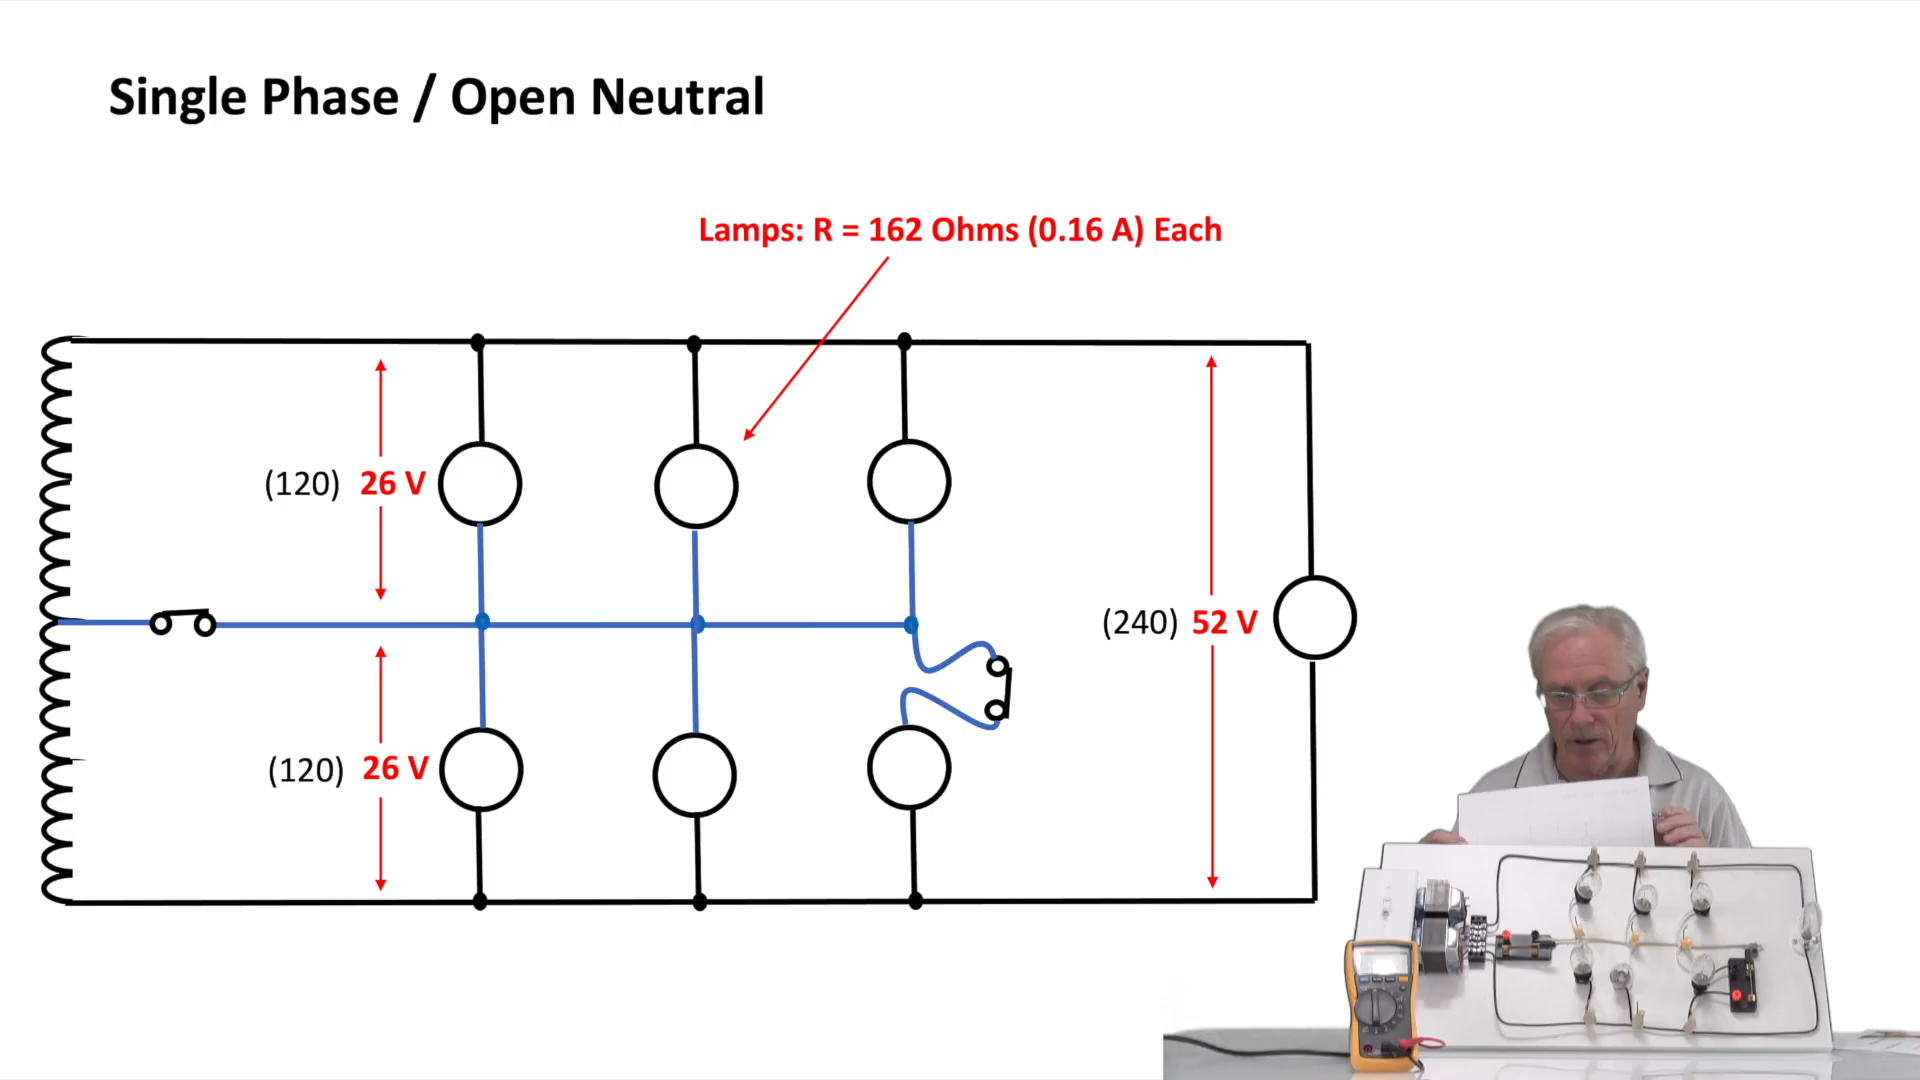 Single Phase / Open Neutral
Lamps: R = 162 Ohms (0.16 A) Each
(120) 26 V
(240) 52 V
(120) 26 V